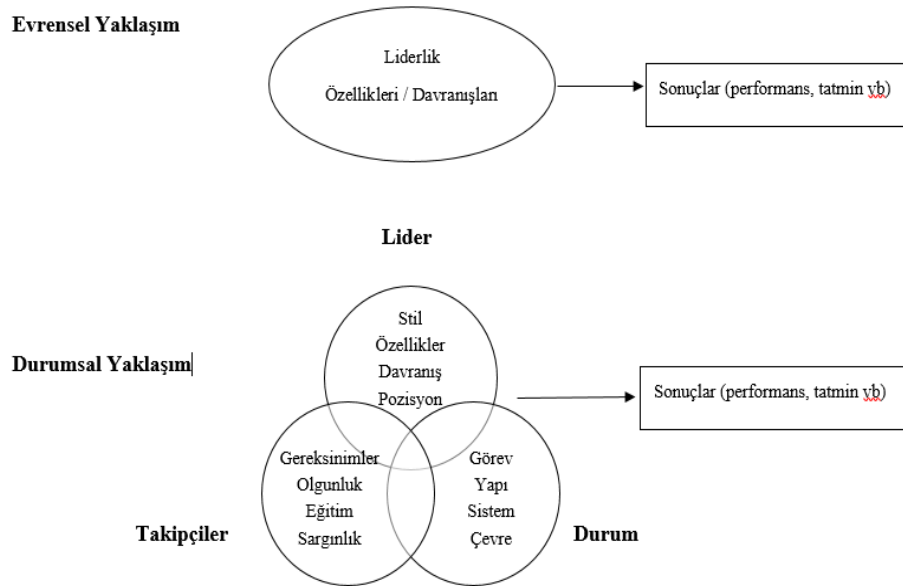 Evrensel Yaklaşım
Liderlik
Özellikleri / Davranışları
Sonuçlar (performans, tatmin vb)
Lider
Durumsal Yaklaşım
Stil
Özellikler
Davranış
Pozisyon
Sonuçlar (performans, tatmin vb)
Gereksinimler
Olgunluk
Eğitim
Sargınlık
Görev
Yapı
Sistem
Çevre
Takipçiler
Durum